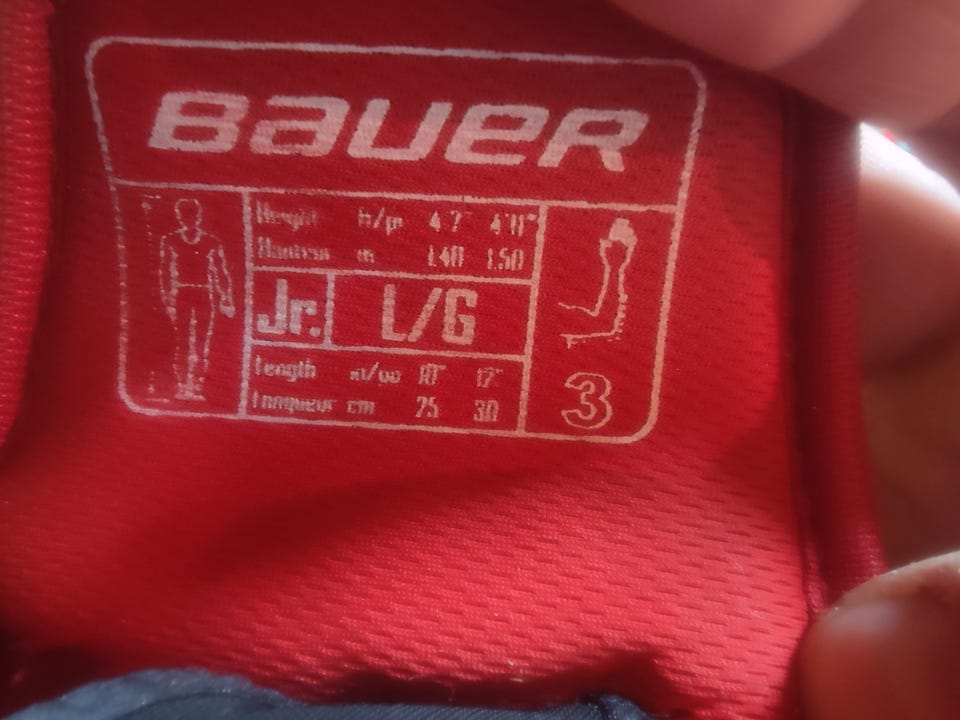 BAUER
Height ft/pi 4'7" 4'11"
Hauteur m 1.40 1.50
Jr. L/G
Length in/po 10" 12"
Longueur cm 25 30
3